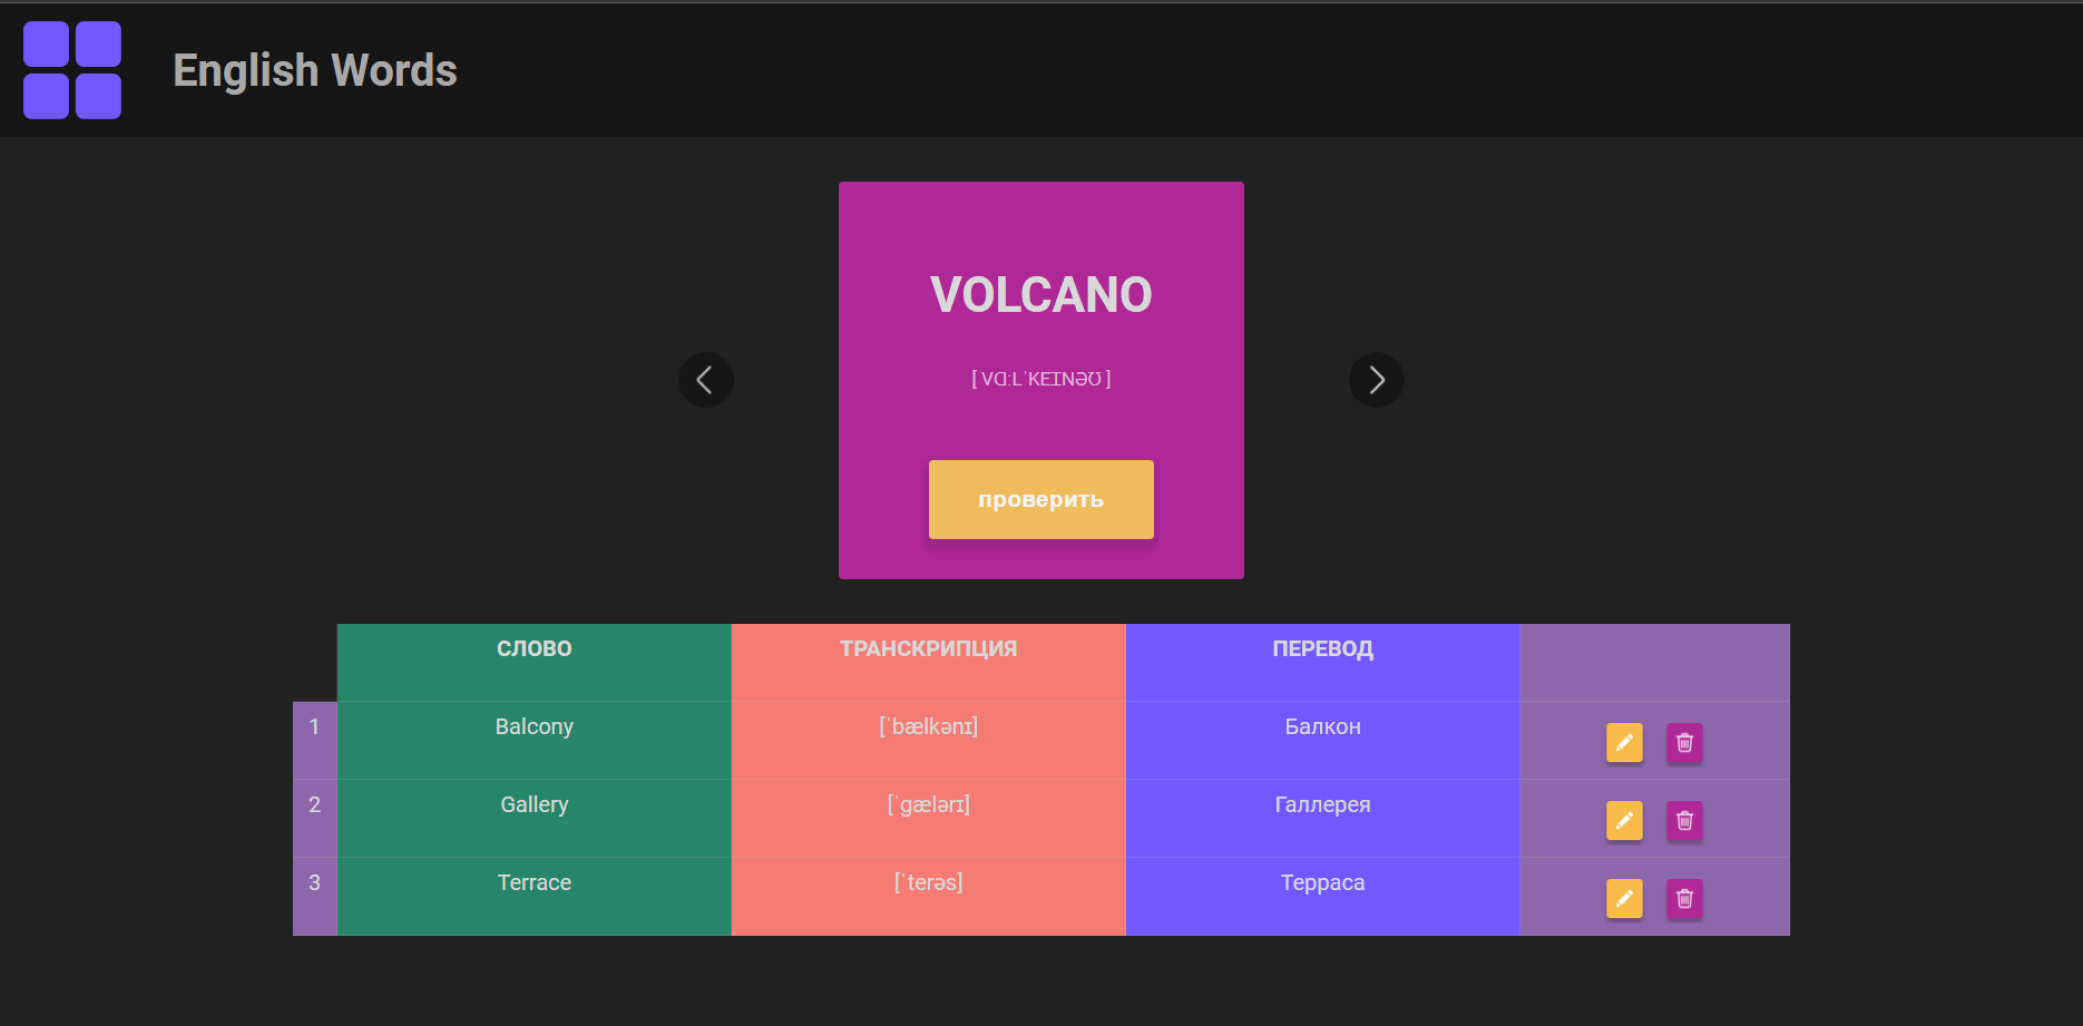 English Words
VOLCANO
[ VɑːLˈKEɪNəʊ ]
проверить
СЛОВО ТРАНСКРИПЦИЯ ПЕРЕВОД
1 Balcony [ˈbælkənɪ] Балкон
2 Gallery [ˈgælərɪ] Галлерея
3 Terrace [ˈterəs] Терраса